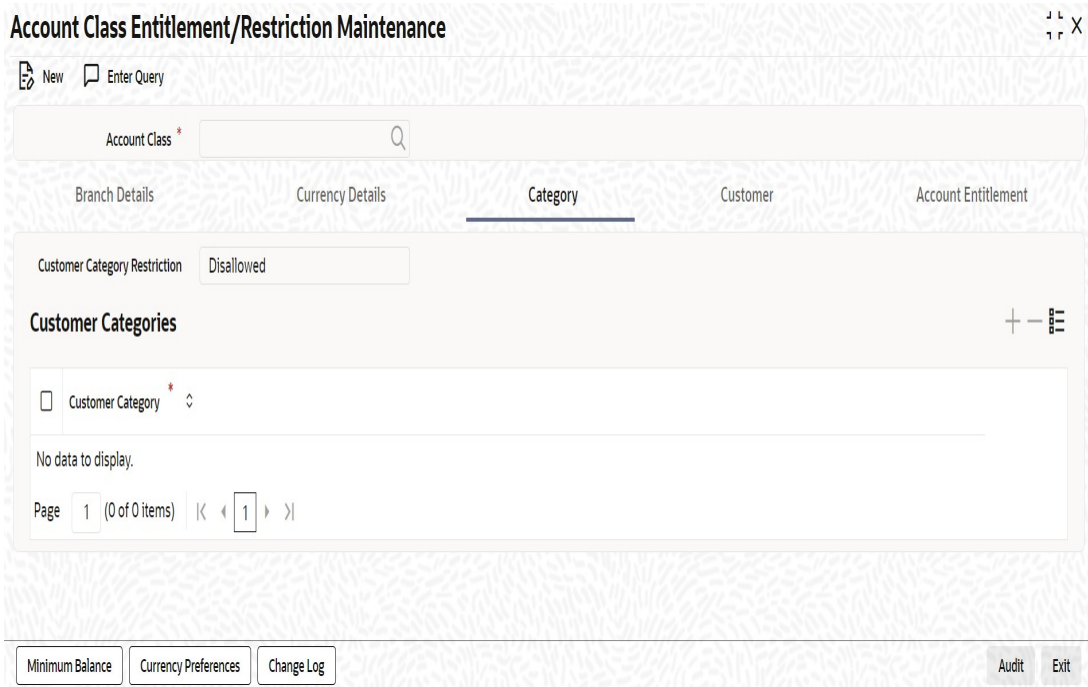 Account Class Entitlement/Restriction Maintenance
New Enter Query
Account Class *
Branch Details Currency Details Category Customer Account Entitlement
Customer Category Restriction Disallowed
Customer Categories
Customer Category *
No data to display.
Page 1 (0 of 0 items) 1
Minimum Balance Currency Preferences Change Log Audit Exit